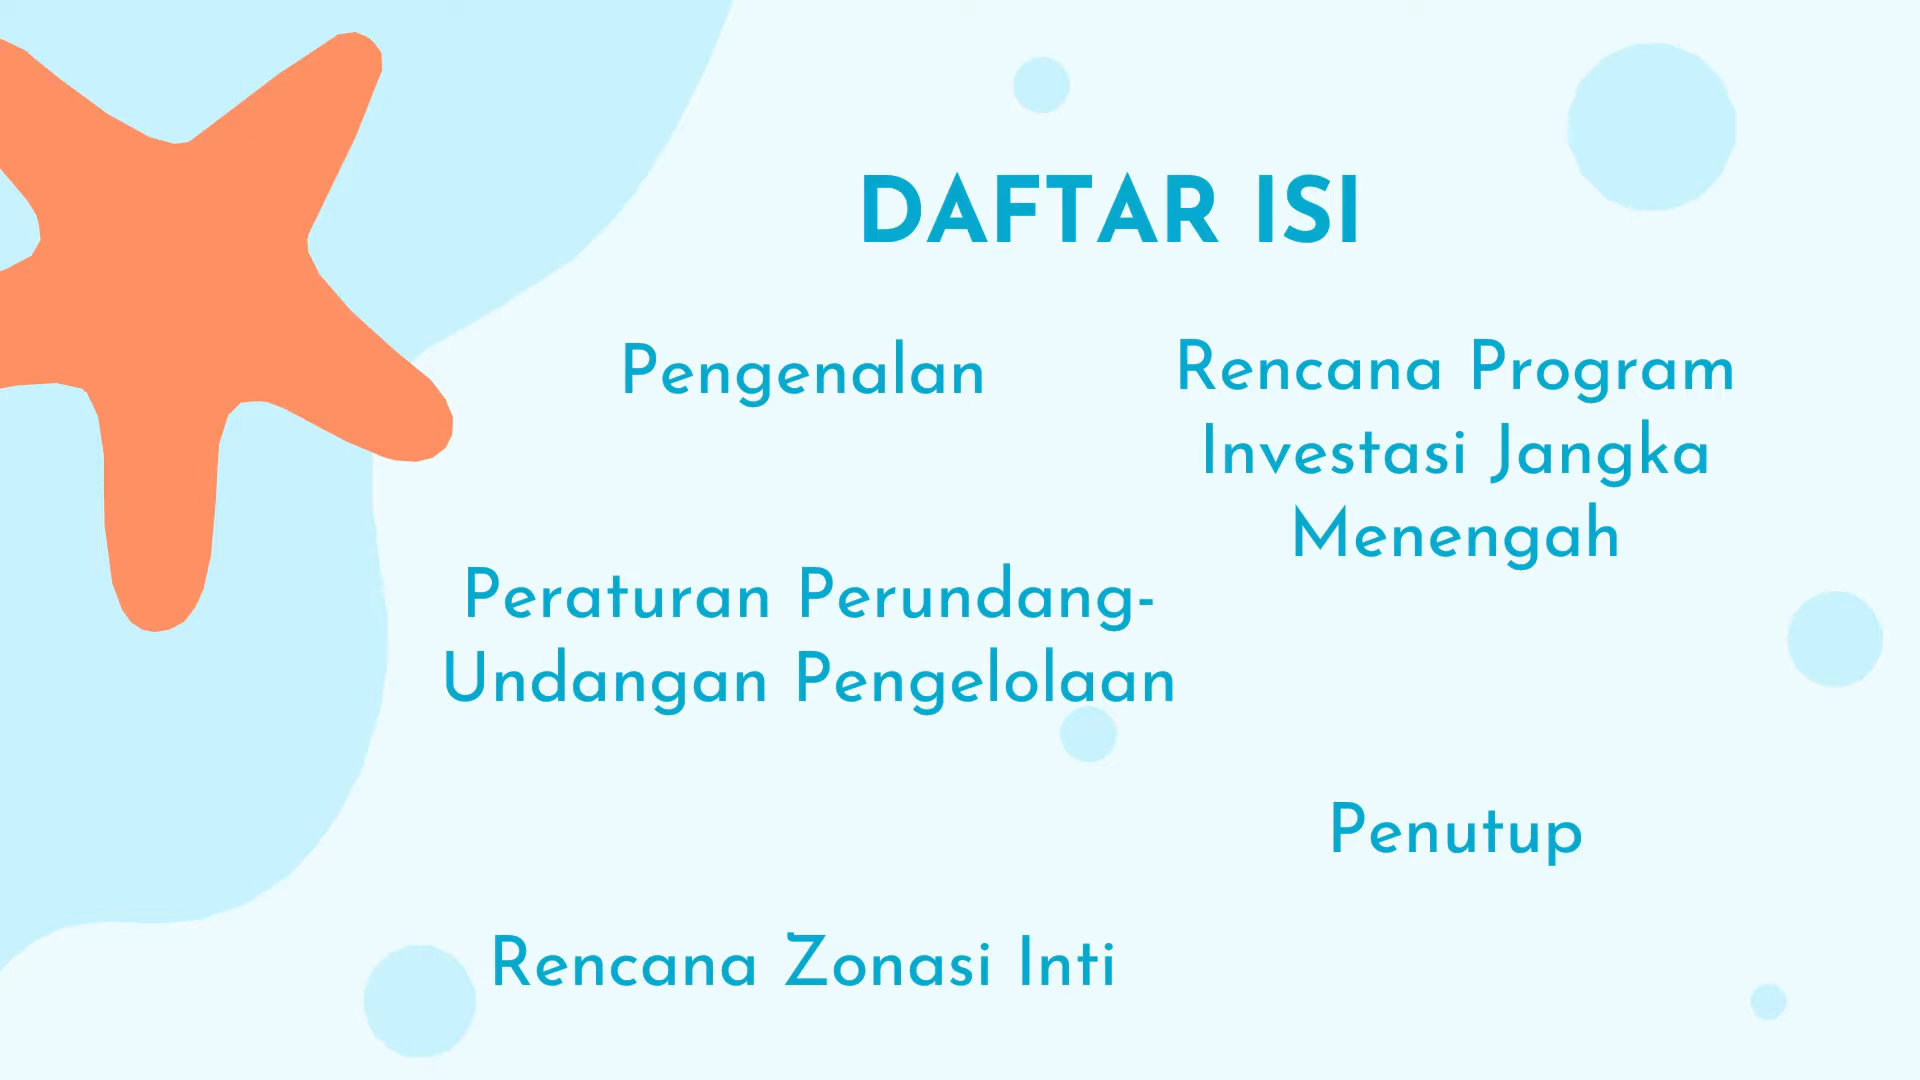 DAFTAR ISI
Pengenalan
Peraturan Perundang-
Undangan Pengelolaan
Rencana Zonasi Inti
Rencana Program
Investasi Jangka
Menengah
Penutup